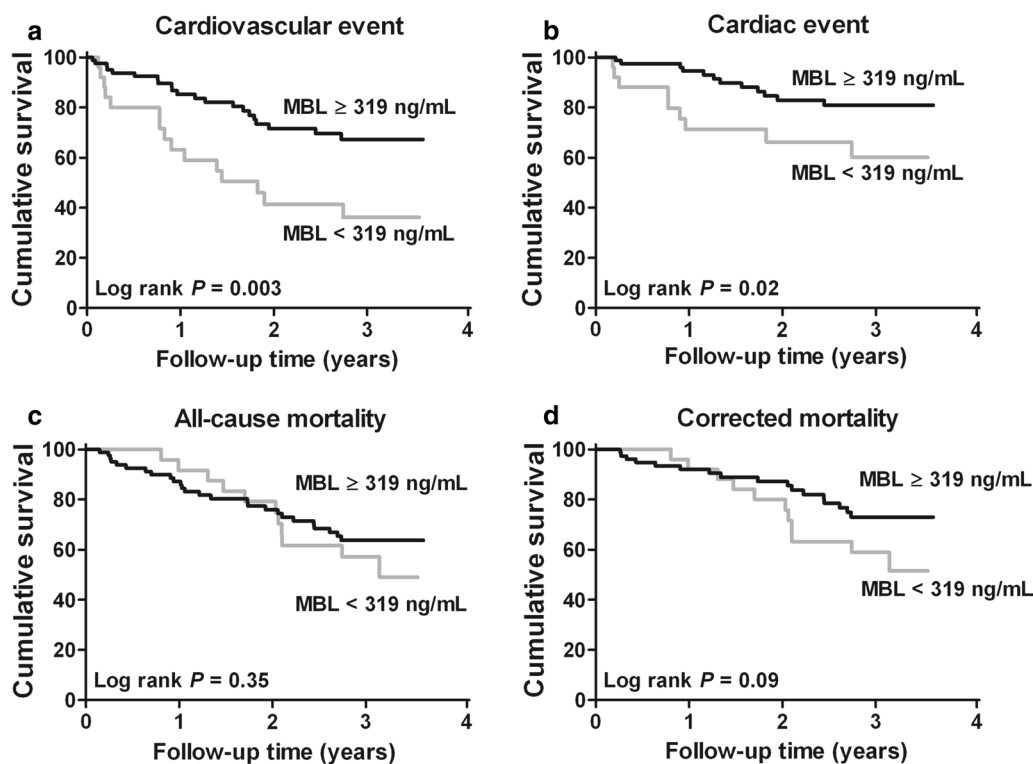 a
Cardiovascular event
Cumulative survival
100
80
60
40
20
0
MBL ≥ 319 ng/mL
MBL < 319 ng/mL
Log rank P = 0.003
0 1 2 3 4
Follow-up time (years)
b
Cardiac event
Cumulative survival
100
80
60
40
20
0
MBL ≥ 319 ng/mL
MBL < 319 ng/mL
Log rank P = 0.02
0 1 2 3 4
Follow-up time (years)
c
All-cause mortality
Cumulative survival
100
80
60
40
20
0
MBL ≥ 319 ng/mL
MBL < 319 ng/mL
Log rank P = 0.35
0 1 2 3 4
Follow-up time (years)
d
Corrected mortality
Cumulative survival
100
80
60
40
20
0
MBL ≥ 319 ng/mL
MBL < 319 ng/mL
Log rank P = 0.09
0 1 2 3 4
Follow-up time (years)